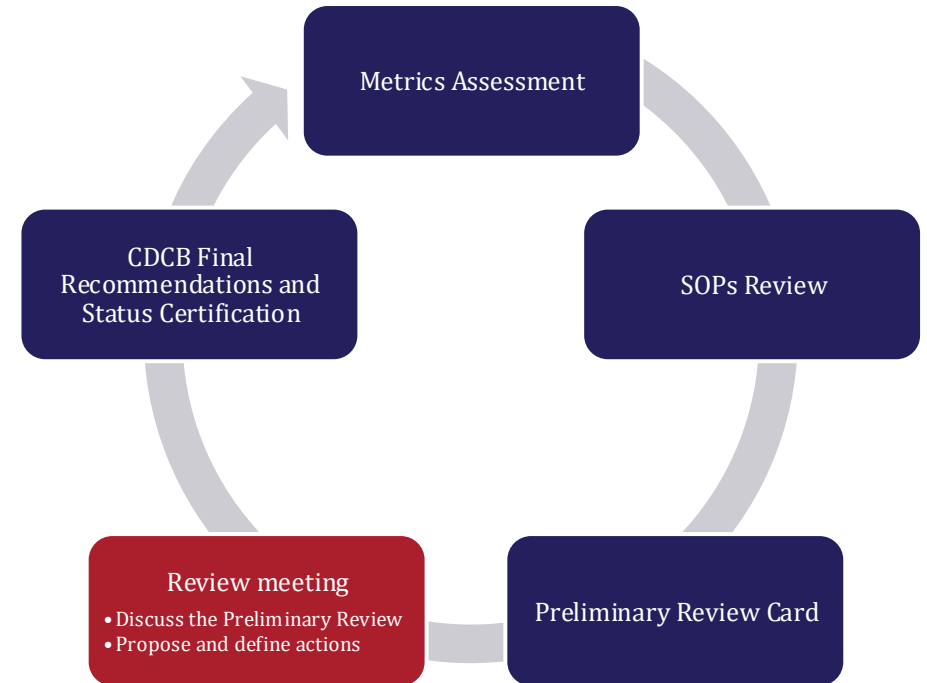 Metrics Assessment
SOPs Review
Preliminary Review Card
Review meeting
• Discuss the Preliminary Review
• Propose and define actions
CDCB Final
Recommendations and
Status Certification